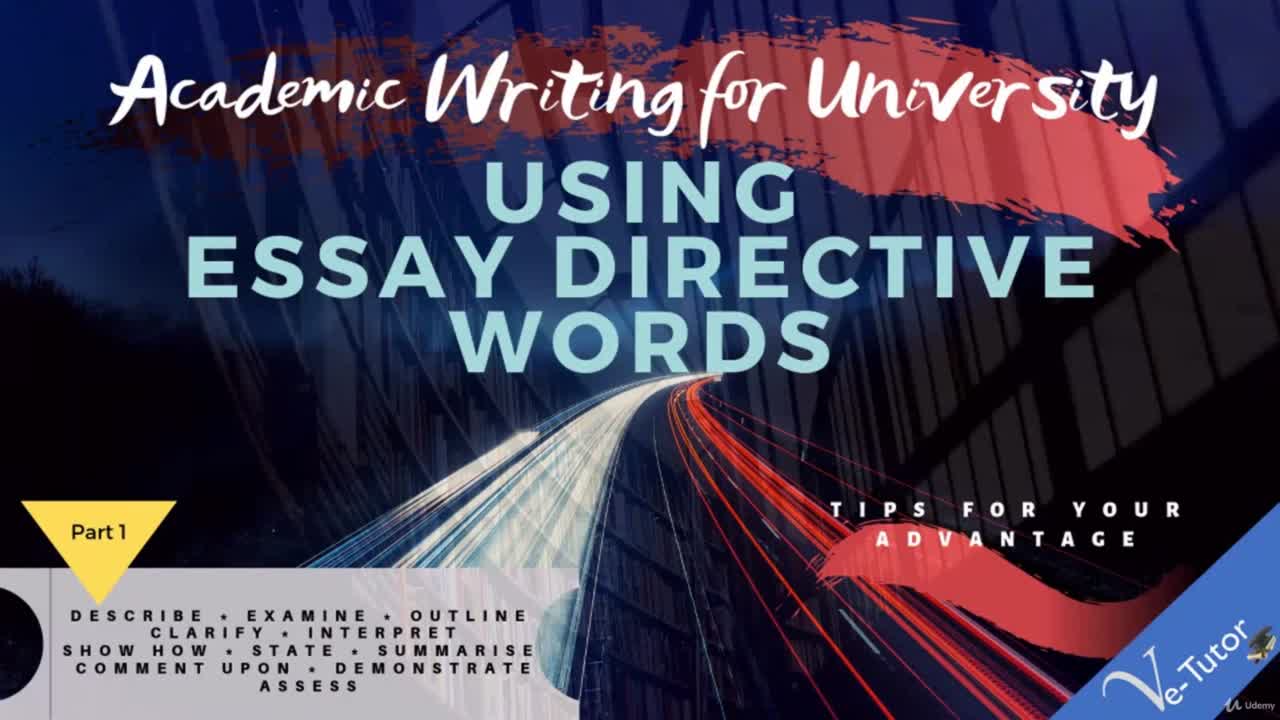 Academic Writing for University
USING
ESSAY DIRECTIVE
WORDS
TIPS FOR YOUR
ADVANTAGE
Part 1
DESCRIBE * EXAMINE * OUTLINE
CLARIFY * INTERPRET
SHOW HOW * STATE * SUMMARISE
COMMENT UPON * DEMONSTRATE
ASSESS
Ve-Tutor
Udemy